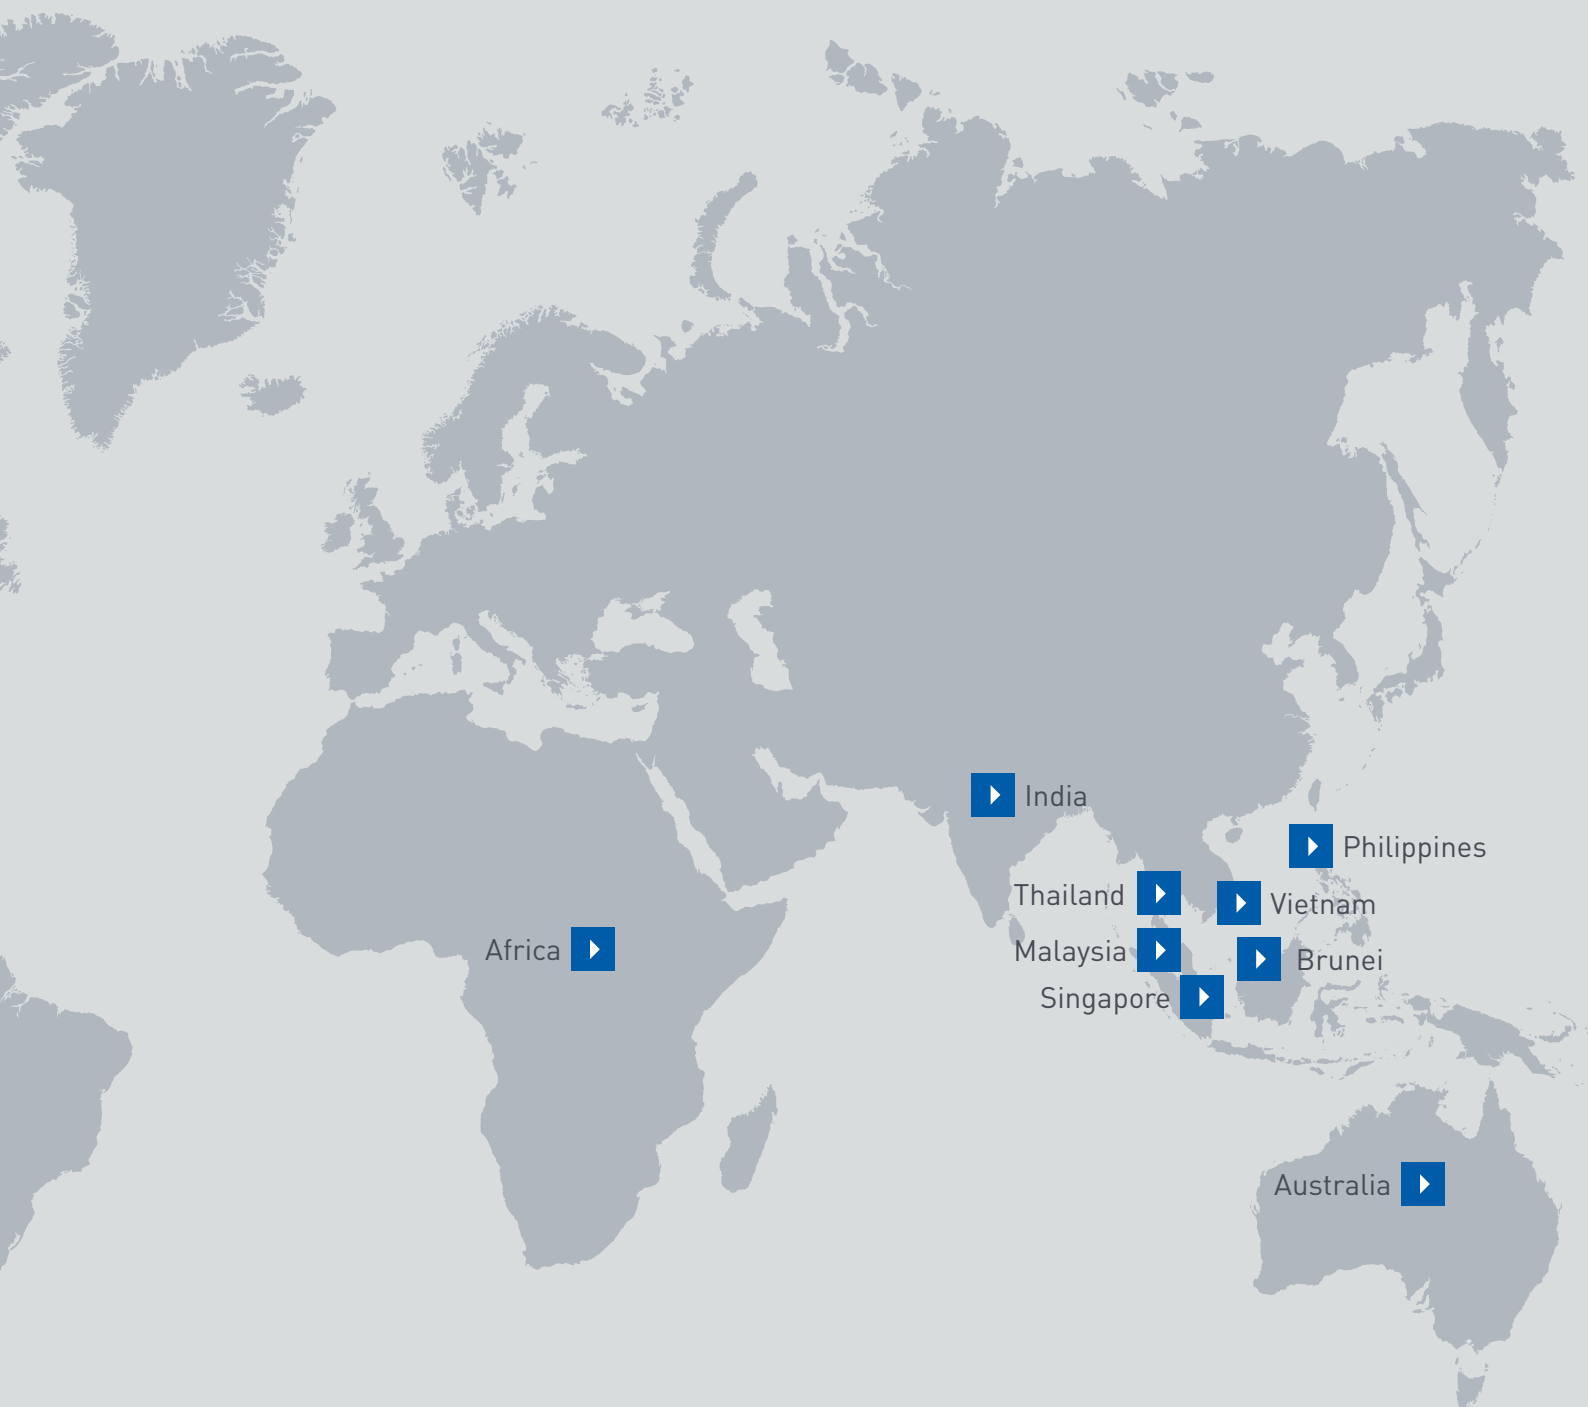 India
Philippines
Thailand
Vietnam
Africa
Malaysia
Brunei
Singapore
Australia